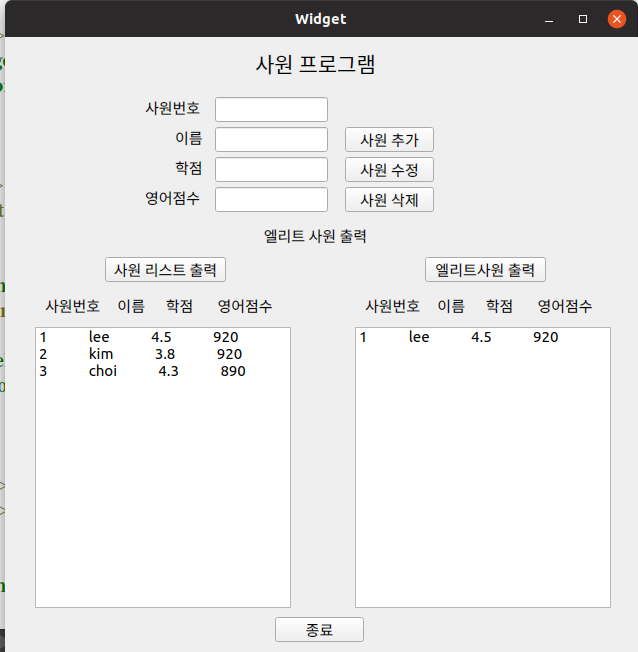 Widget
사원 프로그램
사원번호
이름 사원 추가
학점 사원 수정
영어점수 사원 삭제
엘리트 사원 출력
사원 리스트 출력 엘리트사원 출력
사원번호 이름 학점 영어점수 사원번호 이름 학점 영어점수
1 lee 4.5 920 1 lee 4.5 920
2 kim 3.8 920
3 choi 4.3 890
종료